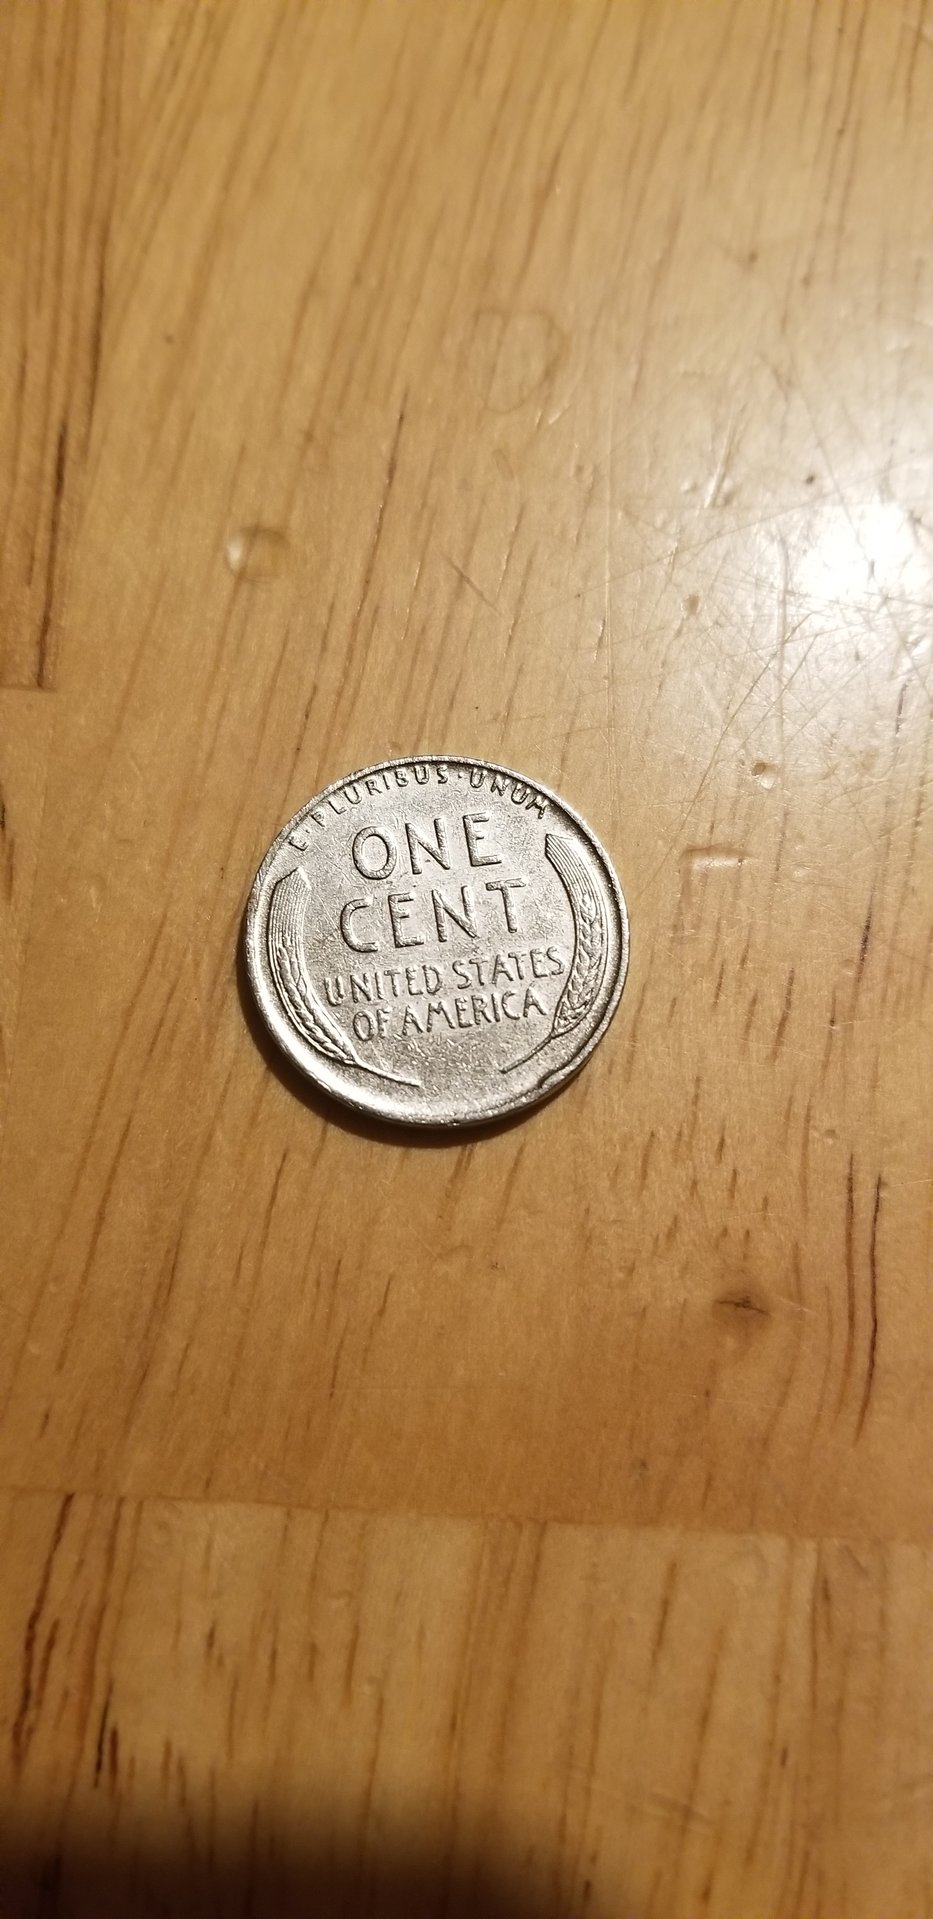 E·PLURIBUS·UNUM
ONE
CENT
UNITED STATES
OF AMERICA